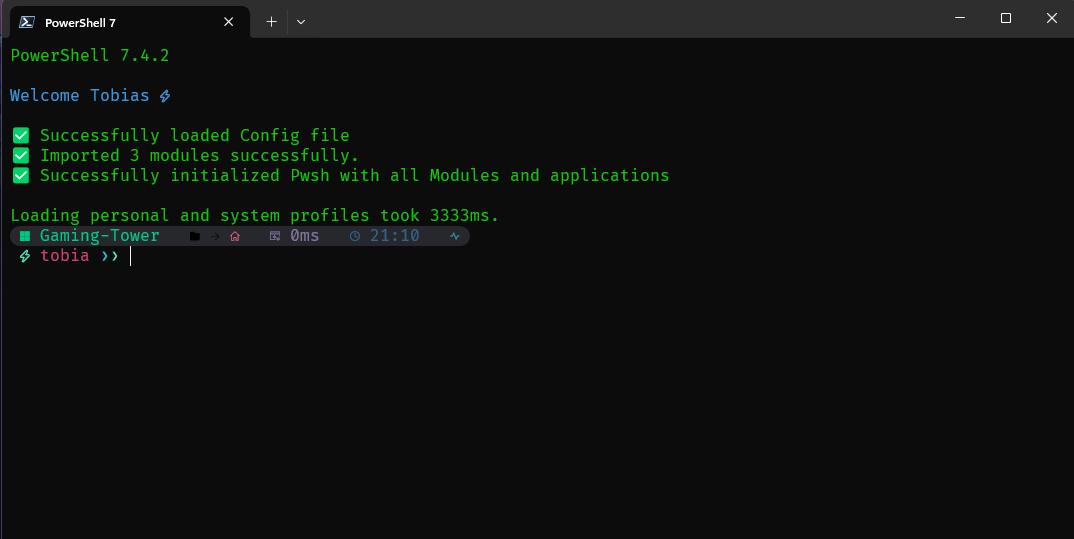 PowerShell 7
PowerShell 7.4.2
Welcome Tobias ⚡
✅ Successfully loaded Config file
✅ Imported 3 modules successfully.
✅ Successfully initialized Pwsh with all Modules and applications
Loading personal and system profiles took 3333ms.
Gaming-Tower → 0ms 21:10
⚡ tobia ❯❯